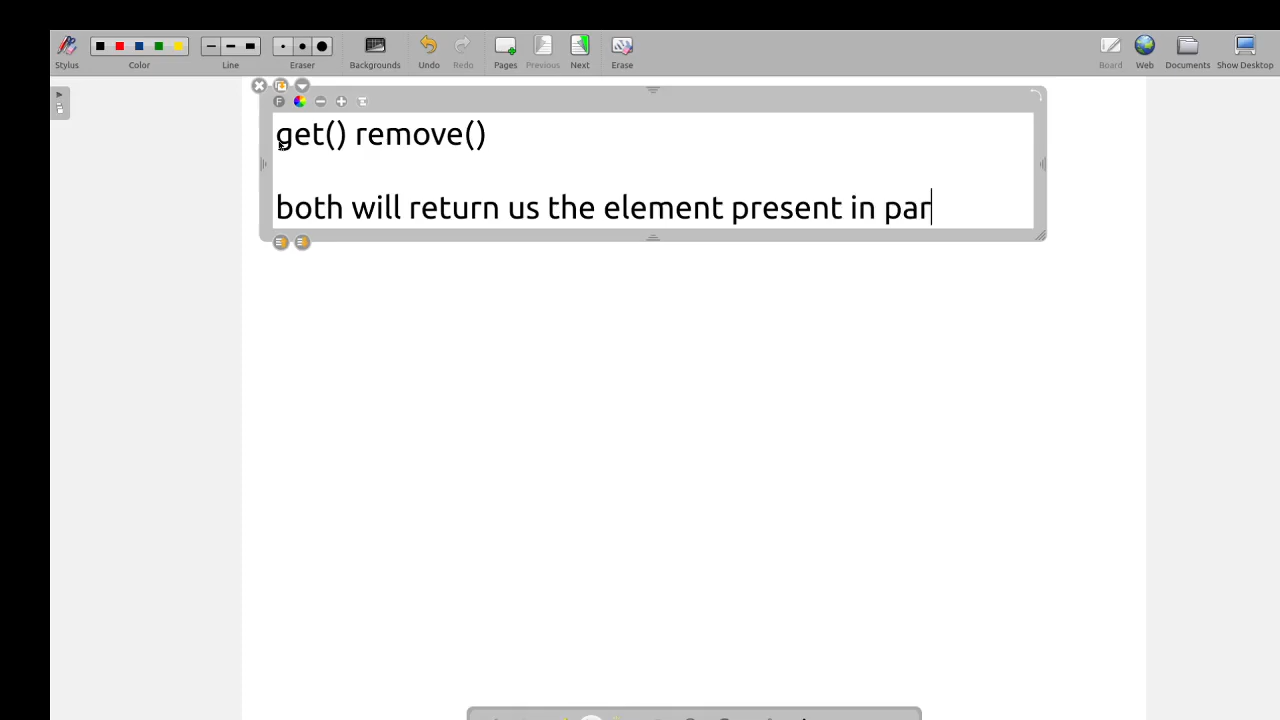 Stylus Color Line Eraser Backgrounds Undo Redo Pages Previous Next Erase Board Web Documents Show Desktop
get() remove()
both will return us the element present in par